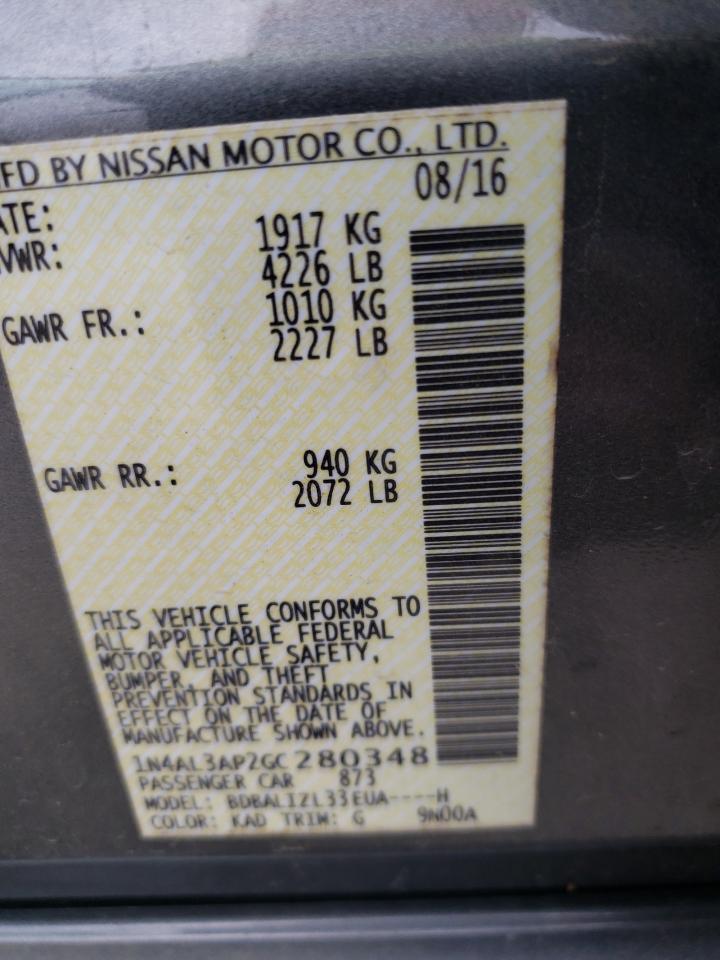 FD BY NISSAN MOTOR CO., LTD.
ATE: 08/16
VWR: 1917 KG
4226 LB
GAWR FR.: 1010 KG
2227 LB
GAWR RR.: 940 KG
2072 LB
THIS VEHICLE CONFORMS TO
ALL APPLICABLE FEDERAL
MOTOR VEHICLE SAFETY,
BUMPER, AND THEFT
PREVENTION STANDARDS IN
EFFECT ON THE DATE OF
MANUFACTURE SHOWN ABOVE.
1N4AL3AP2GC280348
PASSENGER CAR 873
MODEL: BDBALIZL33EUA----H
COLOR: KAD TRIM: G 9N00A